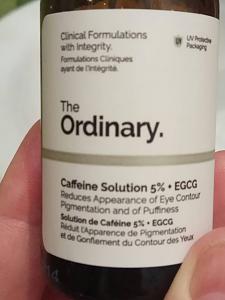 Clinical Formulations
with Integrity.
Formulations Cliniques
ayant de l'Intégrité.
UV Protective
Packaging
The
Ordinary.
Caffeine Solution 5% + EGCG
Reduces Appearance of Eye Contour
Pigmentation and of Puffiness
Solution de Caféine 5% + EGCG
Réduit l'Apparence de Pigmentation
et de Gonflement du Contour des Yeux